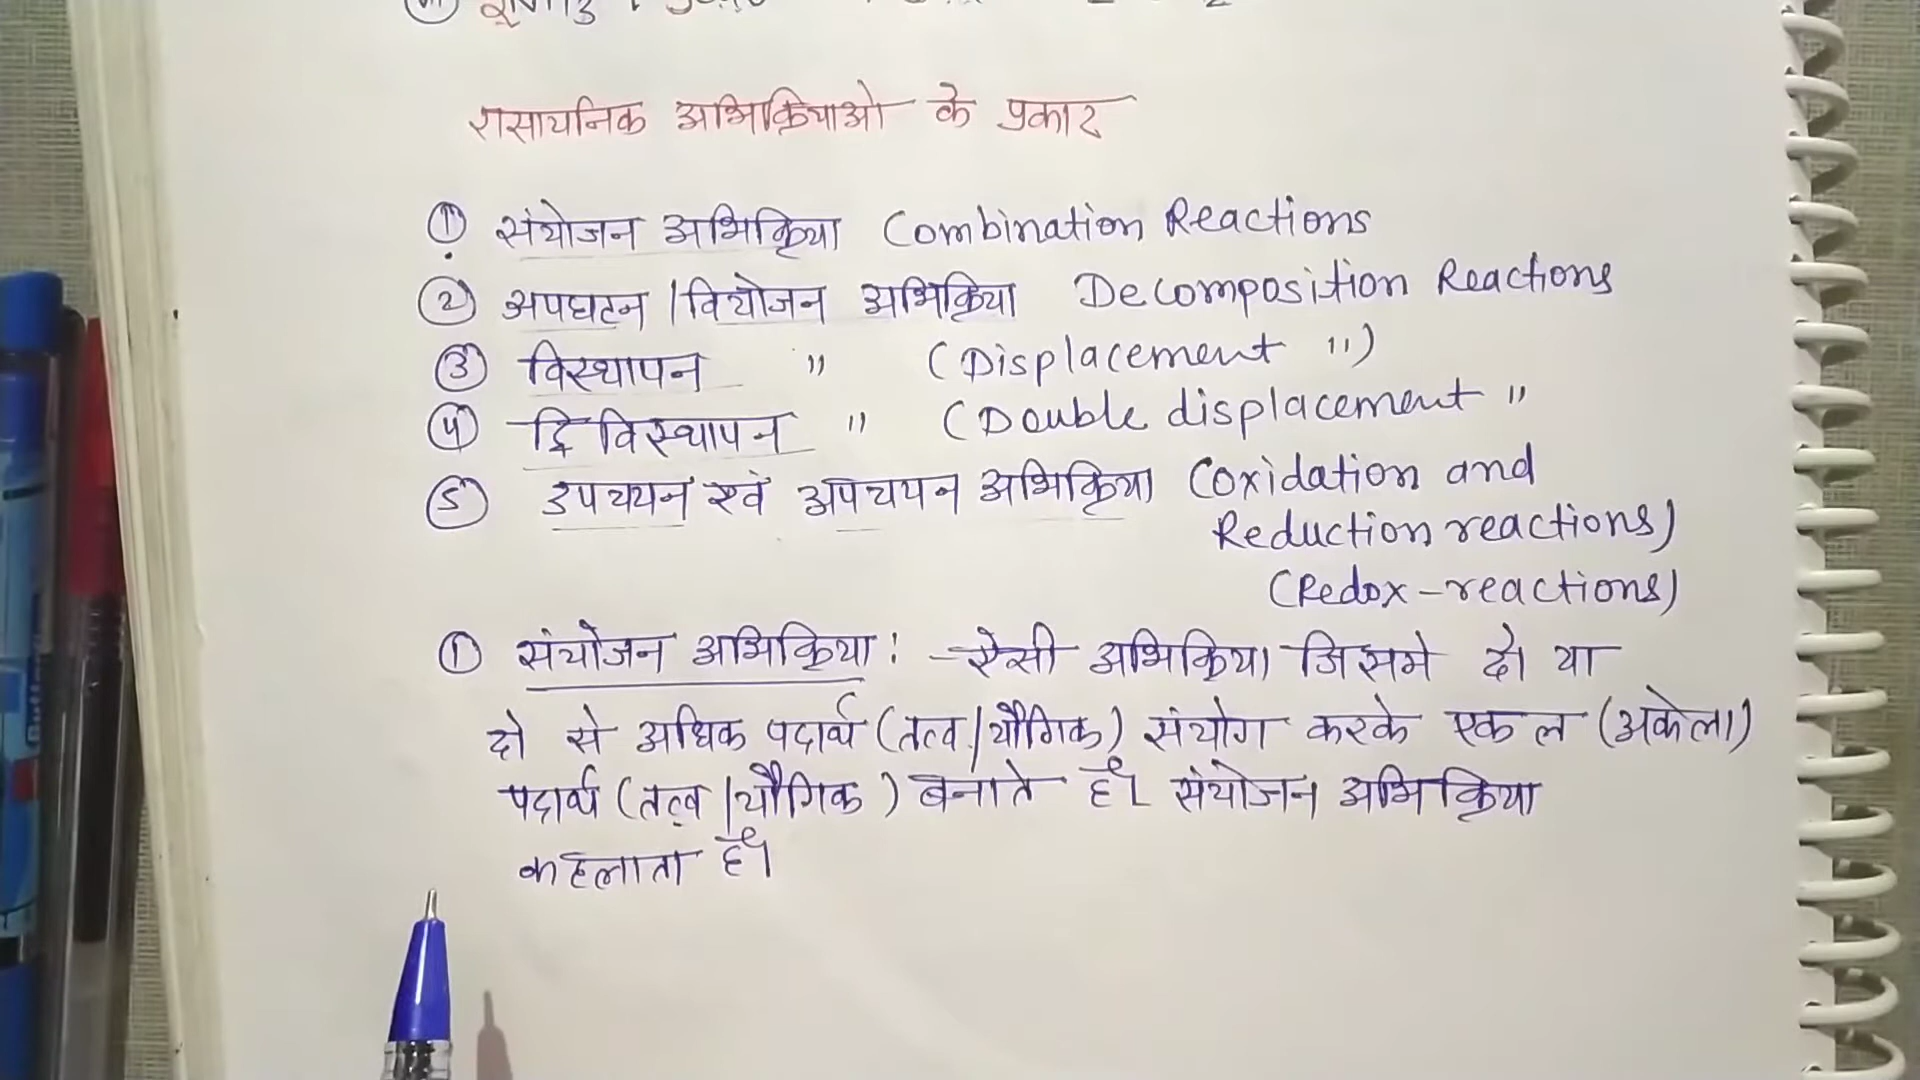 रासायनिक अभिक्रियाओ के प्रकार
① संयोजन अभिक्रिया Combination Reactions
② अपघटन / वियोजन अभिक्रिया Decomposition Reactions
③ विस्थापन " (Displacement ")
④ द्विविस्थापन " (Double displacement "
⑤ उपचयन एवं अपचयन अभिक्रिया (Oxidation and
Reduction reactions)
(Redox-reactions)
① संयोजन अभिक्रिया : - ऐसी अभिक्रिया जिसमे दो या
दो से अधिक पदार्थ (तत्व/यौगिक) संयोग करके एकल (अकेला)
पदार्थ (तत्व/यौगिक) बनाते हैं। संयोजन अभिक्रिया
कहलाता हैं।